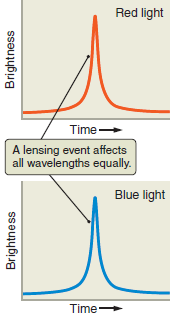 Red light
Brightness
Time
A lensing event affects
all wavelengths equally.
Blue light
Brightness
Time